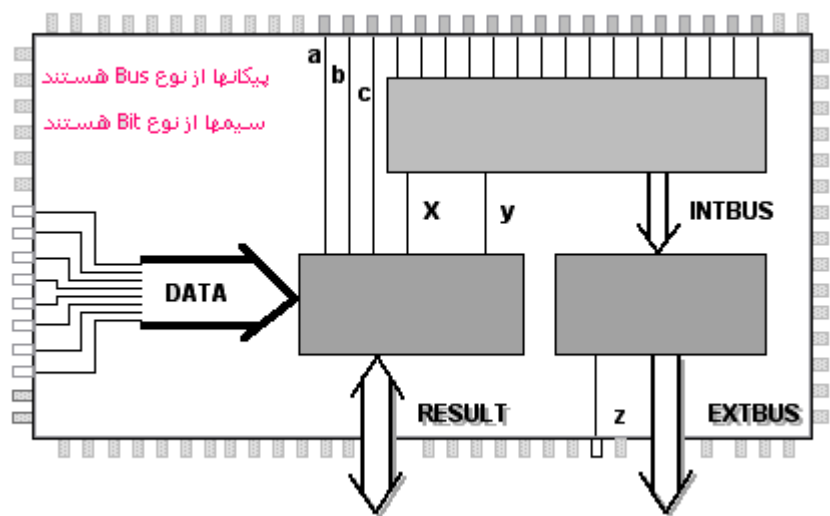 a
b
c
پیکانها از نوع Bus هستند
سیمها از نوع Bit هستند
X
y
INTBUS
DATA
RESULT
z
EXTBUS